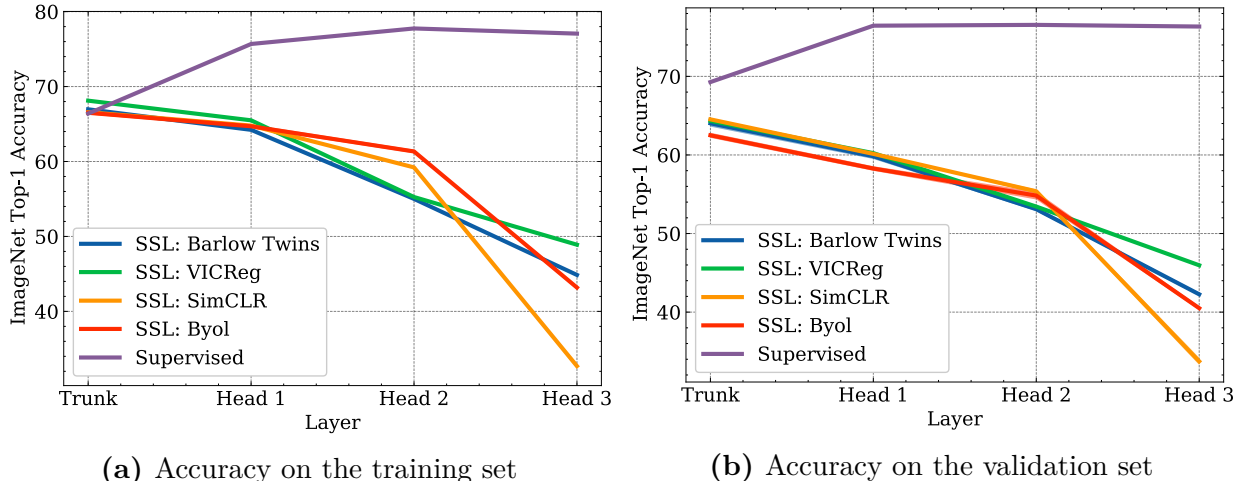 80
70
60
50
40
ImageNet Top-1 Accuracy
SSL: Barlow Twins
SSL: VICReg
SSL: SimCLR
SSL: Byol
Supervised
Trunk Head 1 Head 2 Head 3
Layer
(a) Accuracy on the training set
70
60
50
40
ImageNet Top-1 Accuracy
SSL: Barlow Twins
SSL: VICReg
SSL: SimCLR
SSL: Byol
Supervised
Trunk Head 1 Head 2 Head 3
Layer
(b) Accuracy on the validation set